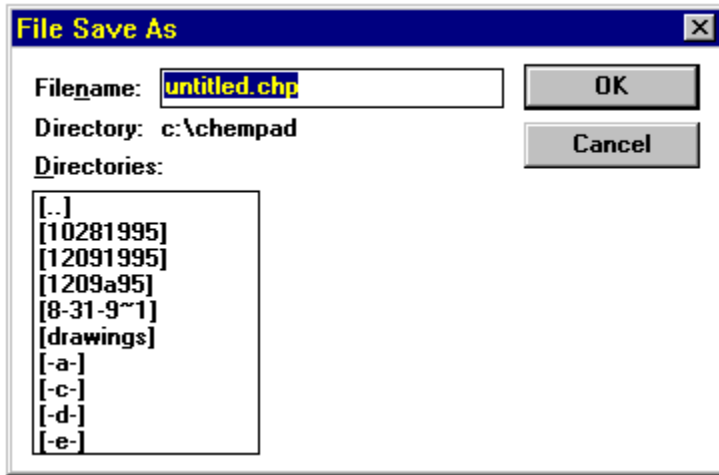 File Save As
Filename: untitled.chp
OK
Directory: c:\chempad
Cancel
Directories:
[..]
[10281995]
[12091995]
[1209a95]
[8-31-9~1]
[drawings]
[-a-]
[-c-]
[-d-]
[-e-]